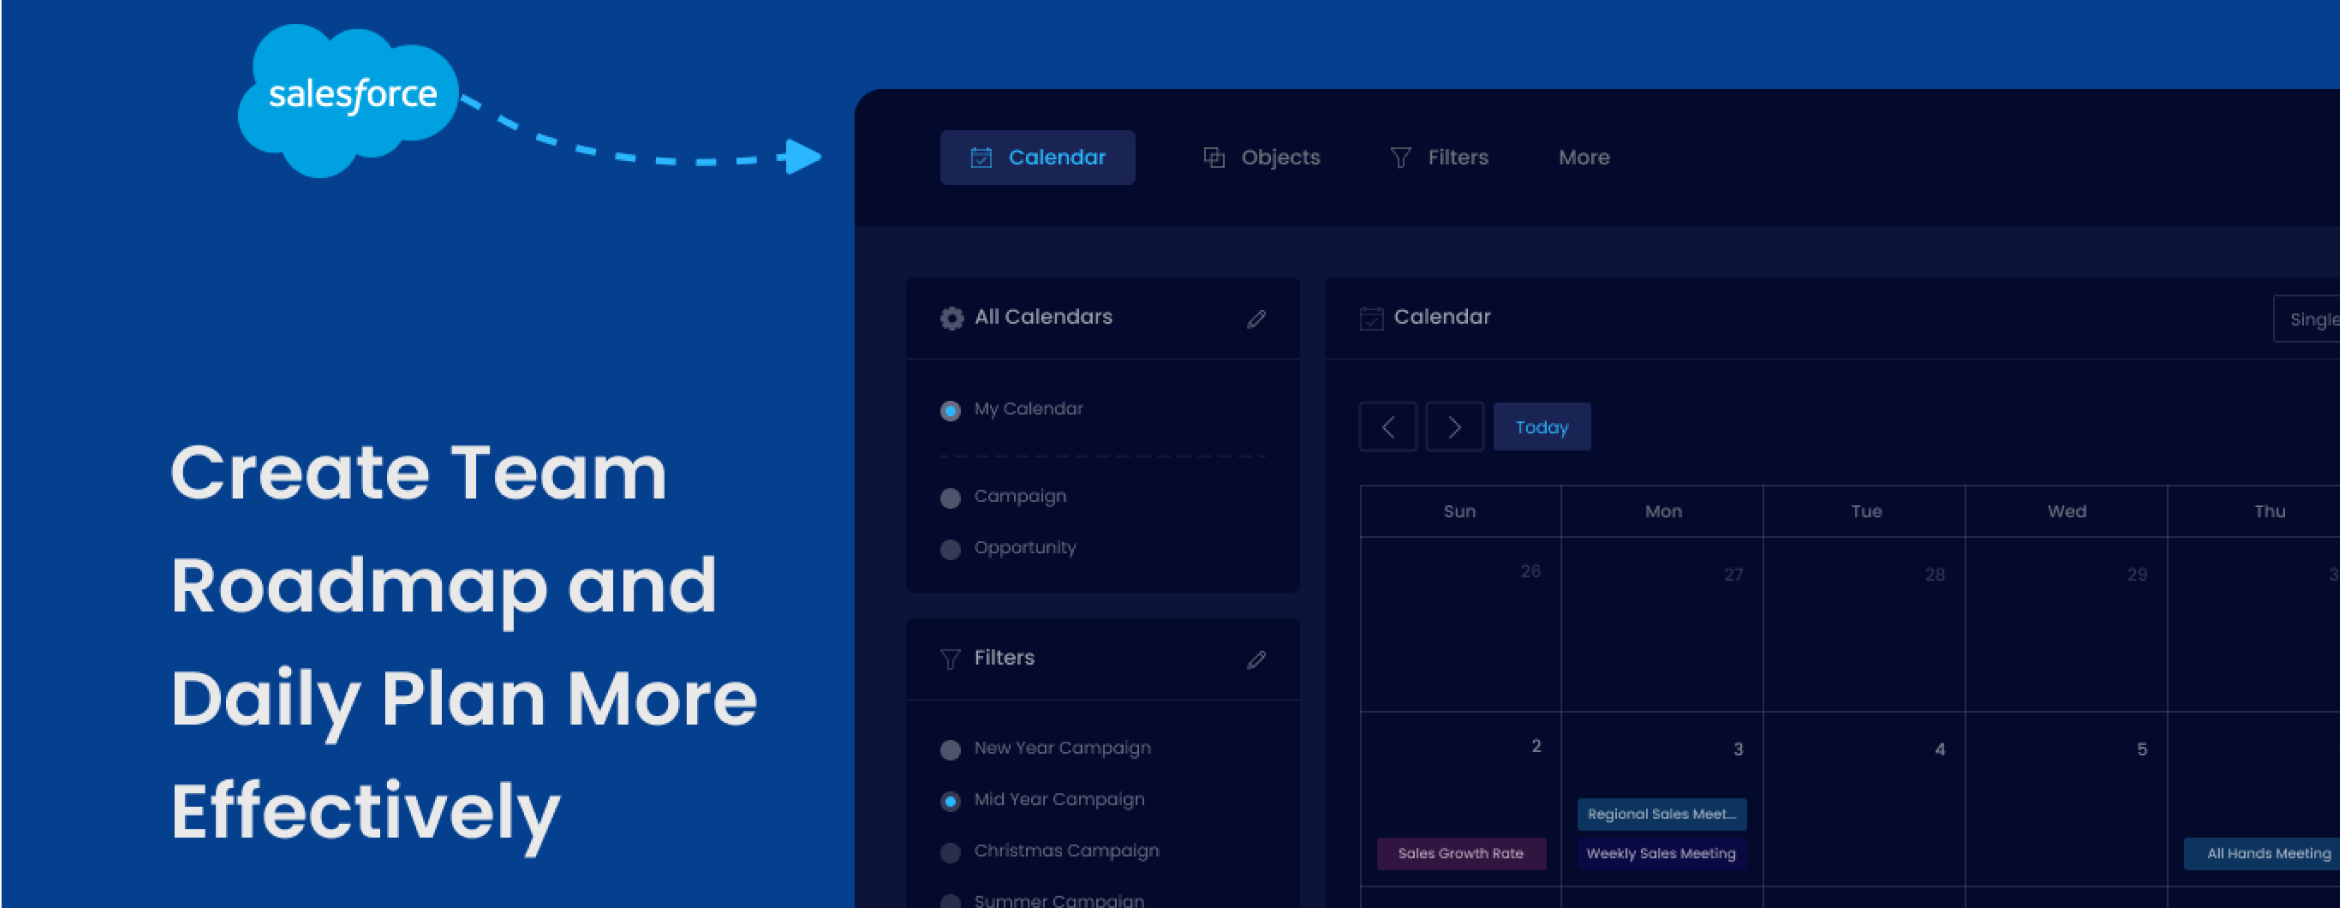 salesforce
Create Team
Roadmap and
Daily Plan More
Effectively
Calendar
Objects
Filters
More
All Calendars
My Calendar
Campaign
Opportunity
Filters
New Year Campaign
Mid Year Campaign
Christmas Campaign
Summer Campaign
Calendar
Single
Today
Sun Mon Tue Wed Thu
26 27 28 29 3
2 3 4 5
Regional Sales Meet...
Sales Growth Rate Weekly Sales Meeting All Hands Meeting